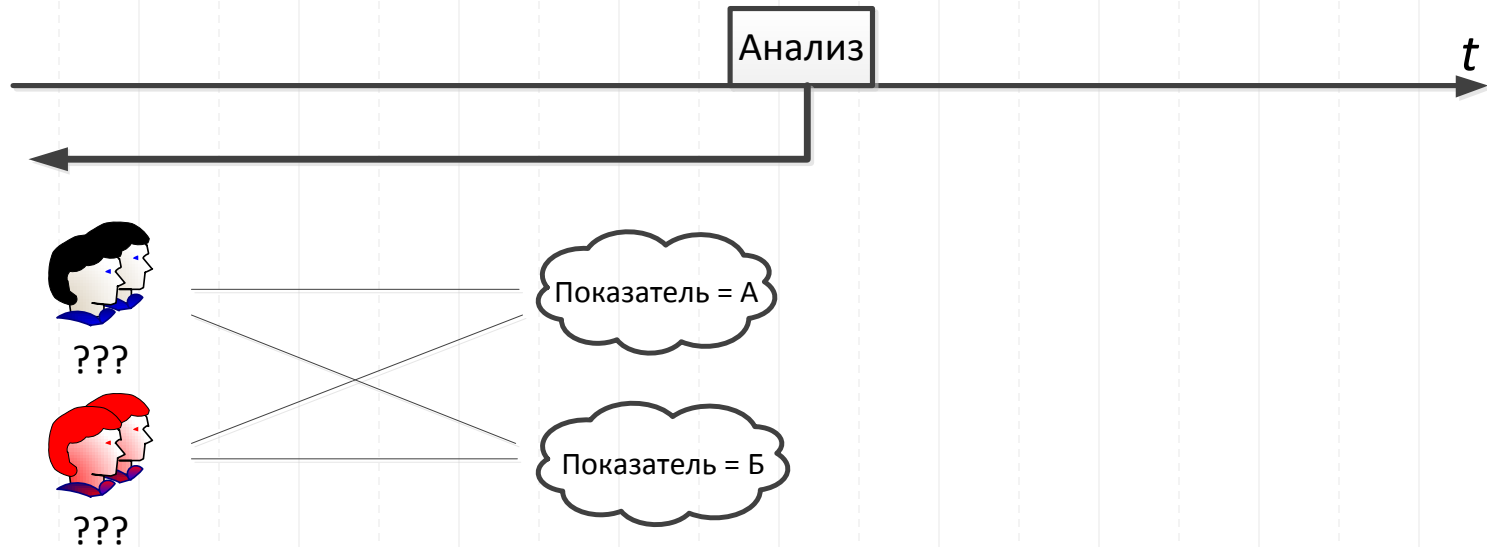 Анализ
t
Показатель = А
???
Показатель = Б
???